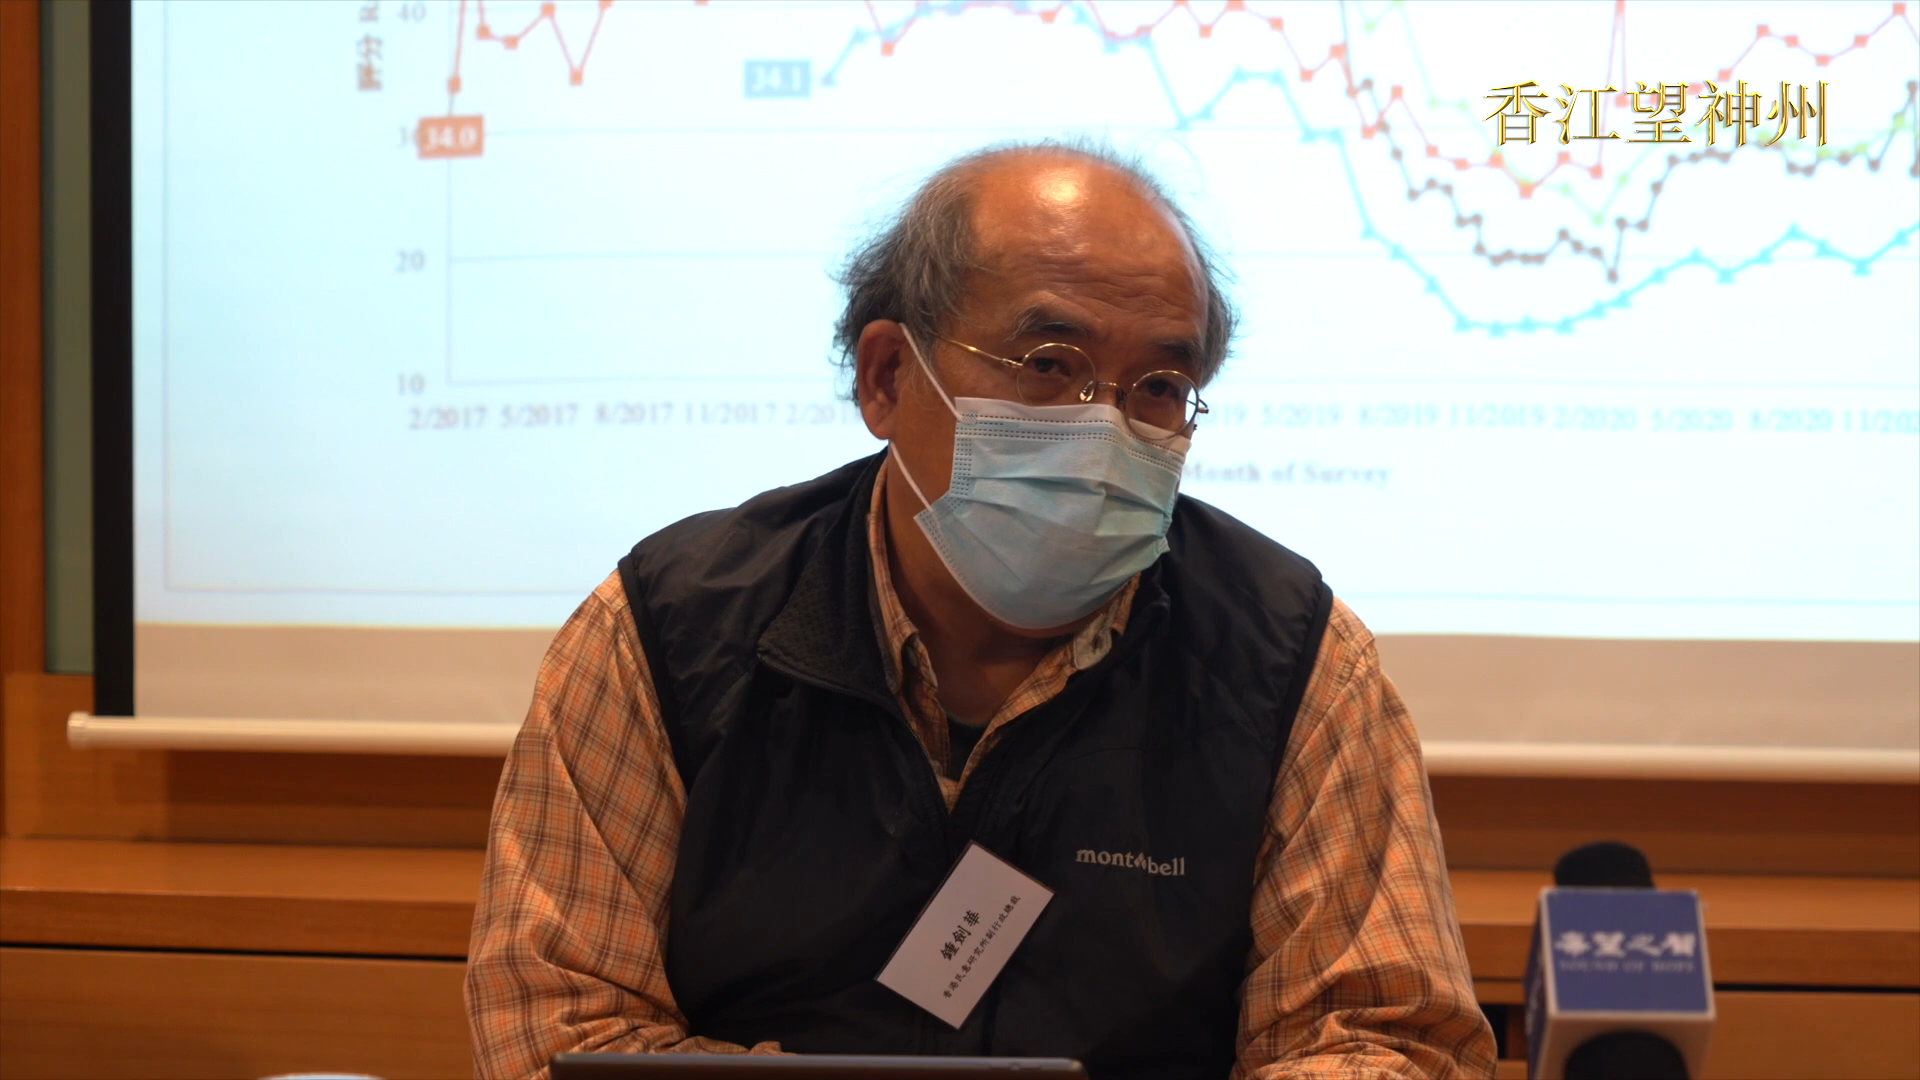 40
評分
34.1
香江望神州
34.0
20
10
2/2017 5/2017 8/2017 11/2017 5/2019 8/2019 11/2019 2/2020 5/2020 8/2020
Month of Survey
mont bell
鍾劍華
香港民意研究所副行政總裁
希望之聲
SOUND OF HOPE